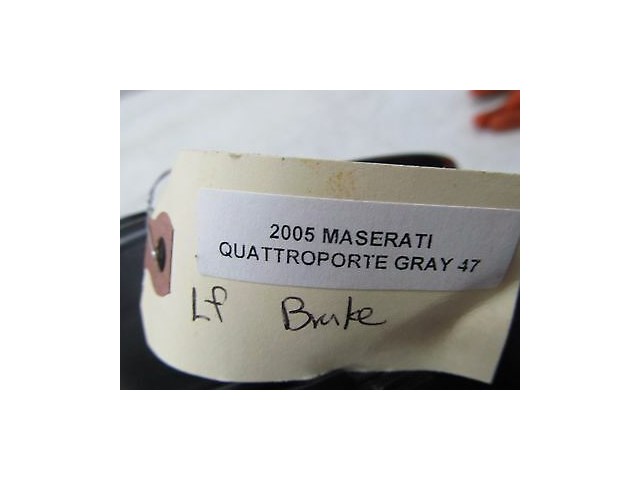 2005 MASERATI
QUATTROPORTE GRAY 47
Lf Brake